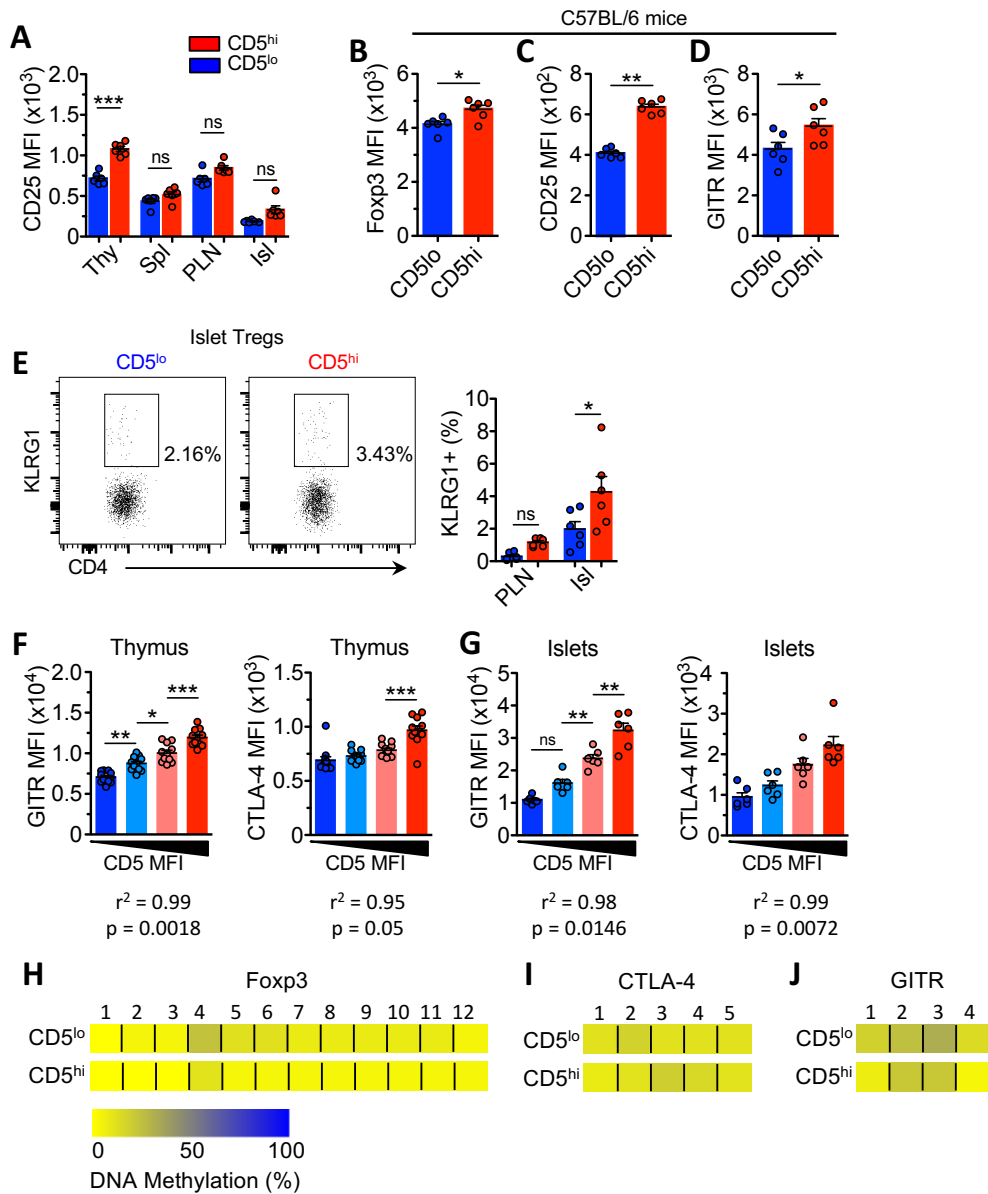 C57BL/6 mice
A
CD5hi
CD5lo
CD25 MFI (x10³)
2.0
1.5
1.0
0.5
0
***
ns
ns
ns
Thy
Spl
PLN
Isl
B
Foxp3 MFI (x10³)
6
4
2
0
*
CD5lo
CD5hi
C
CD25 MFI (x10²)
8
6
4
2
0
**
CD5lo
CD5hi
D
GITR MFI (x10³)
8
6
4
2
0
*
CD5lo
CD5hi
E
Islet Tregs
CD5lo
CD5hi
KLRG1
2.16%
3.43%
CD4
KLRG1+ (%)
10
8
6
4
2
0
ns
*
PLN
Isl
F
Thymus
GITR MFI (x10⁴)
2.0
1.5
1.0
0.5
0
**
*
***
CD5 MFI
r² = 0.99
p = 0.0018
Thymus
CTLA-4 MFI (x10³)
1.5
1.0
0.5
0
***
CD5 MFI
r² = 0.95
p = 0.05
G
Islets
GITR MFI (x10⁴)
5
4
3
2
1
0
ns
**
**
CD5 MFI
r² = 0.98
p = 0.0146
Islets
CTLA-4 MFI (x10³)
4
3
2
1
0
CD5 MFI
r² = 0.99
p = 0.0072
H
Foxp3
1 2 3 4 5 6 7 8 9 10 11 12
CD5lo
CD5hi
0 50 100
DNA Methylation (%)
I
CTLA-4
1 2 3 4 5
CD5lo
CD5hi
J
GITR
1 2 3 4
CD5lo
CD5hi